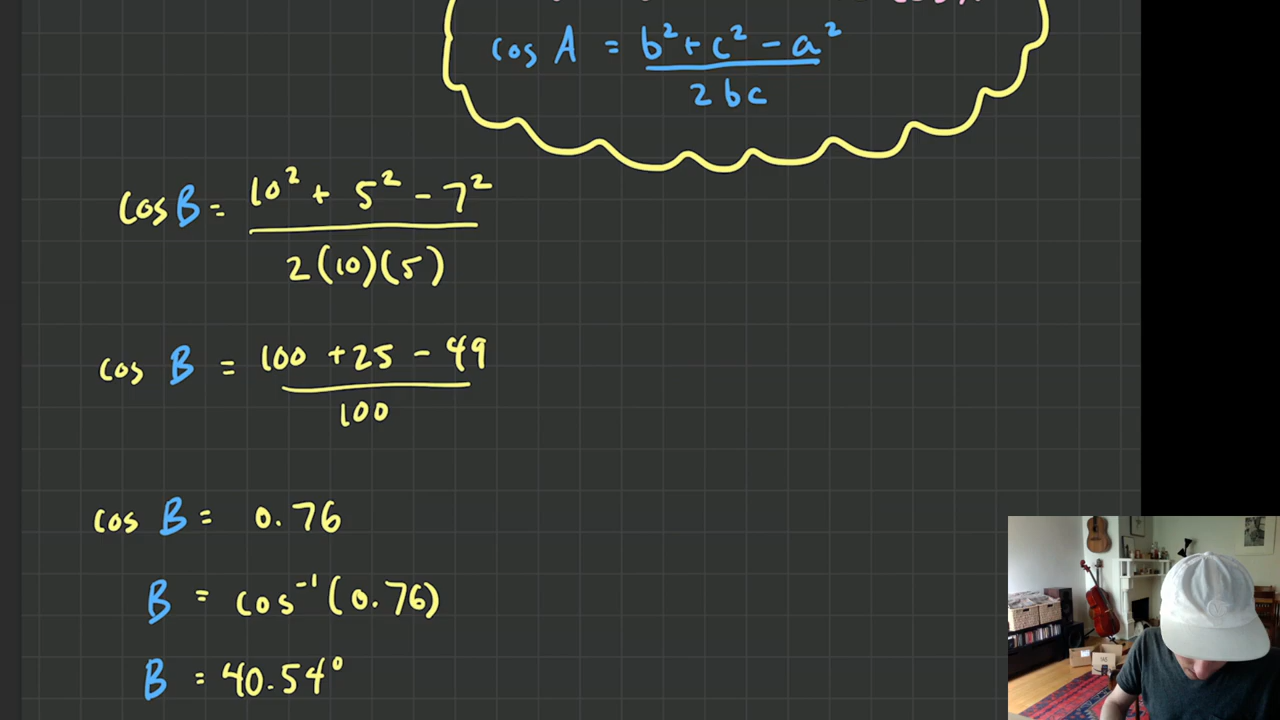 cos A = b² + c² - a² / 2bc
cos B = 10² + 5² - 7² / 2(10)(5)
cos B = 100 + 25 - 49 / 100
cos B = 0.76
B = cos⁻¹(0.76)
B = 40.54°